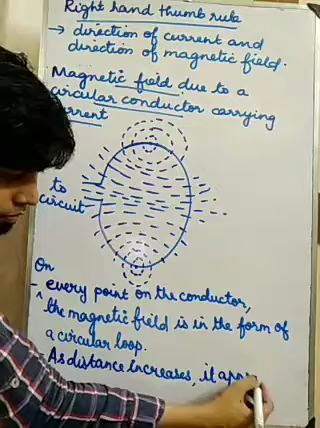 Right hand thumb rule
→ direction of current and
direction of magnetic field.
Magnetic field due to a
circular conductor carrying
to
circuit
On
- every point on the conductor,
the magnetic field is in the form of
a circular loop.
- As distance increases, it app